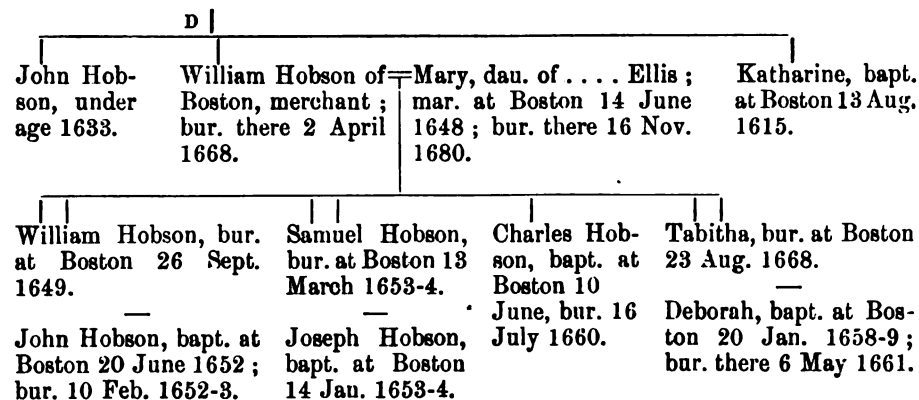 D
John Hob-
son, under
age 1633.
William Hobson of
Boston, merchant ;
bur. there 2 April
1668.
Mary, dau. of .... Ellis ;
mar. at Boston 14 June
1648 ; bur. there 16 Nov.
1680.
Katharine, bapt.
at Boston 13 Aug.
1615.
William Hobson, bur.
at Boston 26 Sept.
1649.
—
John Hobson, bapt. at
Boston 20 June 1652 ;
bur. 10 Feb. 1652-3.
Samuel Hobson,
bur. at Boston 13
March 1653-4.
—
Joseph Hobson,
bapt. at Boston
14 Jan. 1653-4.
Charles Hob-
son, bapt. at
Boston 10
June, bur. 16
July 1660.
Tabitha, bur. at Boston
23 Aug. 1668.
—
Deborah, bapt. at Bos-
ton 20 Jan. 1658-9 ;
bur. there 6 May 1661.